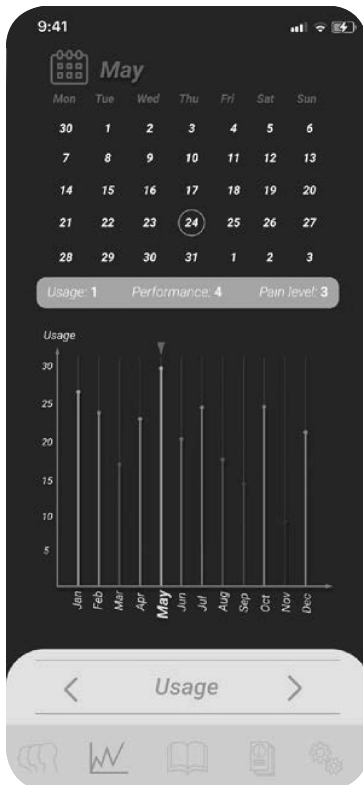 9:41
May
Mon Tue Wed Thu Fri Sat Sun
30 1 2 3 4 5 6
7 8 9 10 11 12 13
14 15 16 17 18 19 20
21 22 23 24 25 26 27
28 29 30 31 1 2 3
Usage: 1 Performance: 4 Pain level: 3
Usage
30
25
20
15
10
5
Jan Feb Mar Apr May Jun Jul Aug Sep Oct Nov Dec
Usage